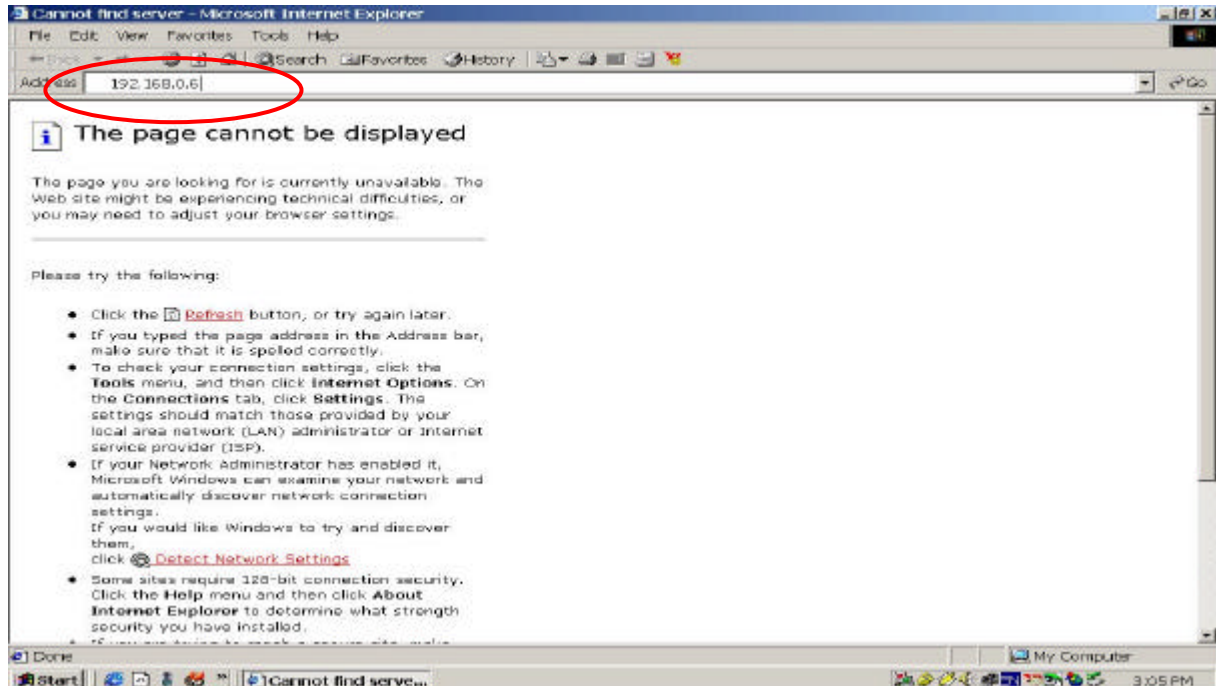 Cannot find server - Microsoft Internet Explorer
File Edit View Favorites Tools Help
Back Search Favorites History
Address 192.168.0.6
Go
The page cannot be displayed
The page you are looking for is currently unavailable. The
Web site might be experiencing technical difficulties, or
you may need to adjust your browser settings.
Please try the following:
Click the Refresh button, or try again later.
If you typed the page address in the Address bar,
make sure that it is spelled correctly.
To check your connection settings, click the
Tools menu, and then click Internet Options. On
the Connections tab, click Settings. The
settings should match those provided by your
local area network (LAN) administrator or Internet
service provider (ISP).
If your Network Administrator has enabled it,
Microsoft Windows can examine your network and
automatically discover network connection
settings.
If you would like Windows to try and discover
them,
click Detect Network Settings
Some sites require 128-bit connection security.
Click the Help menu and then click About
Internet Explorer to determine what strength
security you have installed.
Done
My Computer
Start
Cannot find serve...
3:05 PM